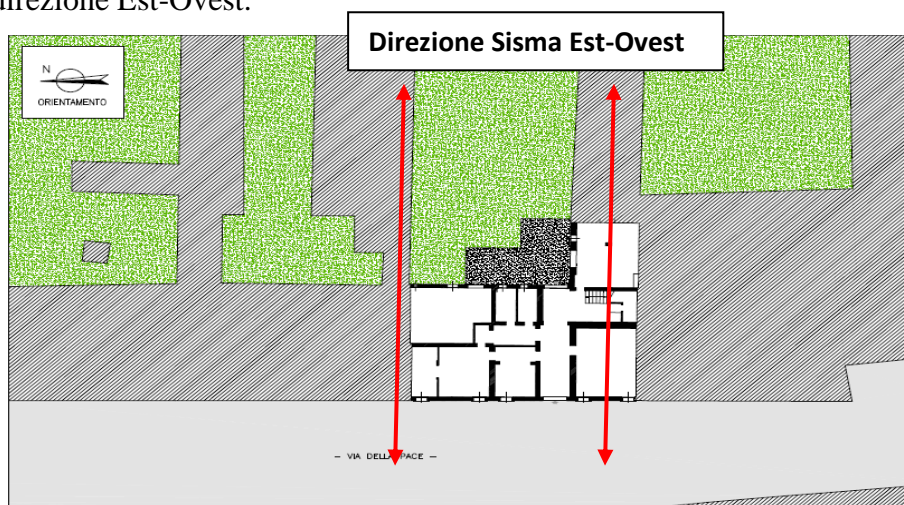 direzione Est-Ovest.
Direzione Sisma Est-Ovest
N
ORIENTAMENTO
– VIA DELLA PACE –